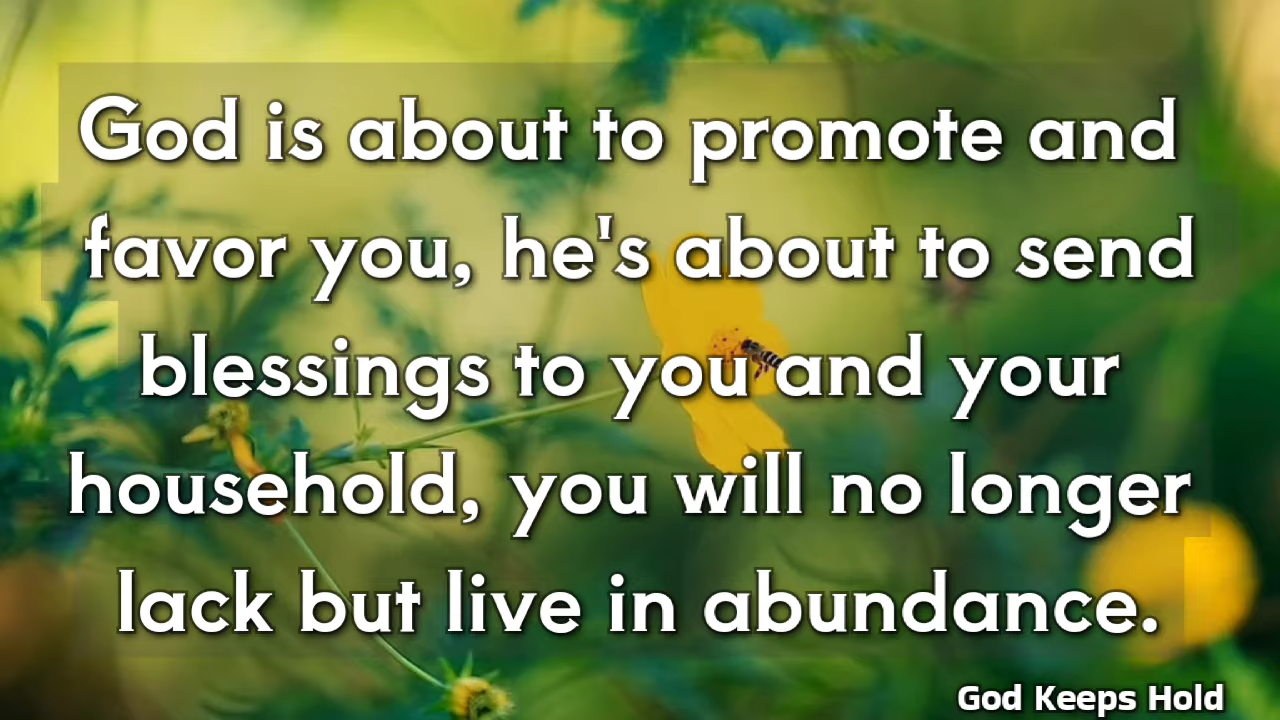 God is about to promote and
favor you, he's about to send
blessings to you and your
household, you will no longer
lack but live in abundance.
God Keeps Hold